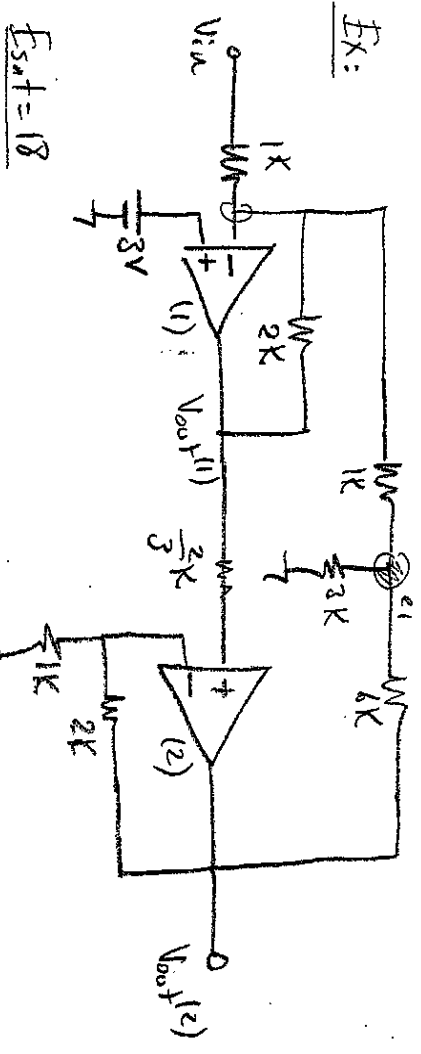 Ex:
Vin
1K
3V
-
+
(1)
2K
Vout(1)
1K
e1
3K
6K
2/3 K
+
-
(2)
1K
2K
Vout(2)
Esat = 18